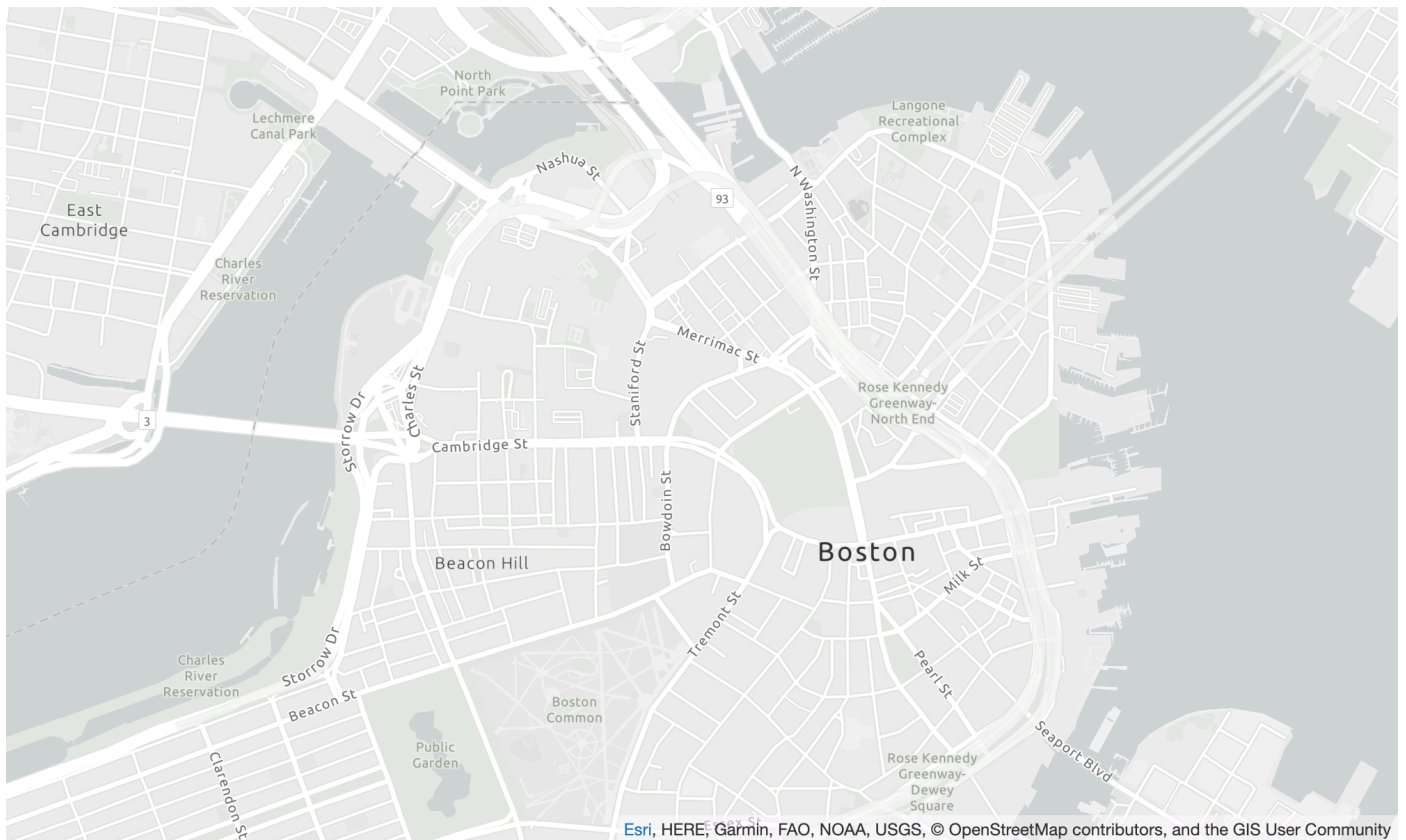 North
Point Park
Lechmere
Canal Park
Langone
Recreational
Complex
Nashua St
93
N Washington St
East
Cambridge
Charles
River
Reservation
Merrimac St
Staniford St
Charles St
Storrow Dr
3
Rose Kennedy
Greenway-
North End
Cambridge St
Bowdoin St
Boston
Beacon Hill
Milk St
Tremont St
Storrow Dr
Charles
River
Reservation
Pearl St
Beacon St
Boston
Common
Public
Garden
Seaport Blvd
Clarendon St
Rose Kennedy
Greenway-
Dewey
Square
Essex St
Esri, HERE, Garmin, FAO, NOAA, USGS, © OpenStreetMap contributors, and the GIS User Community